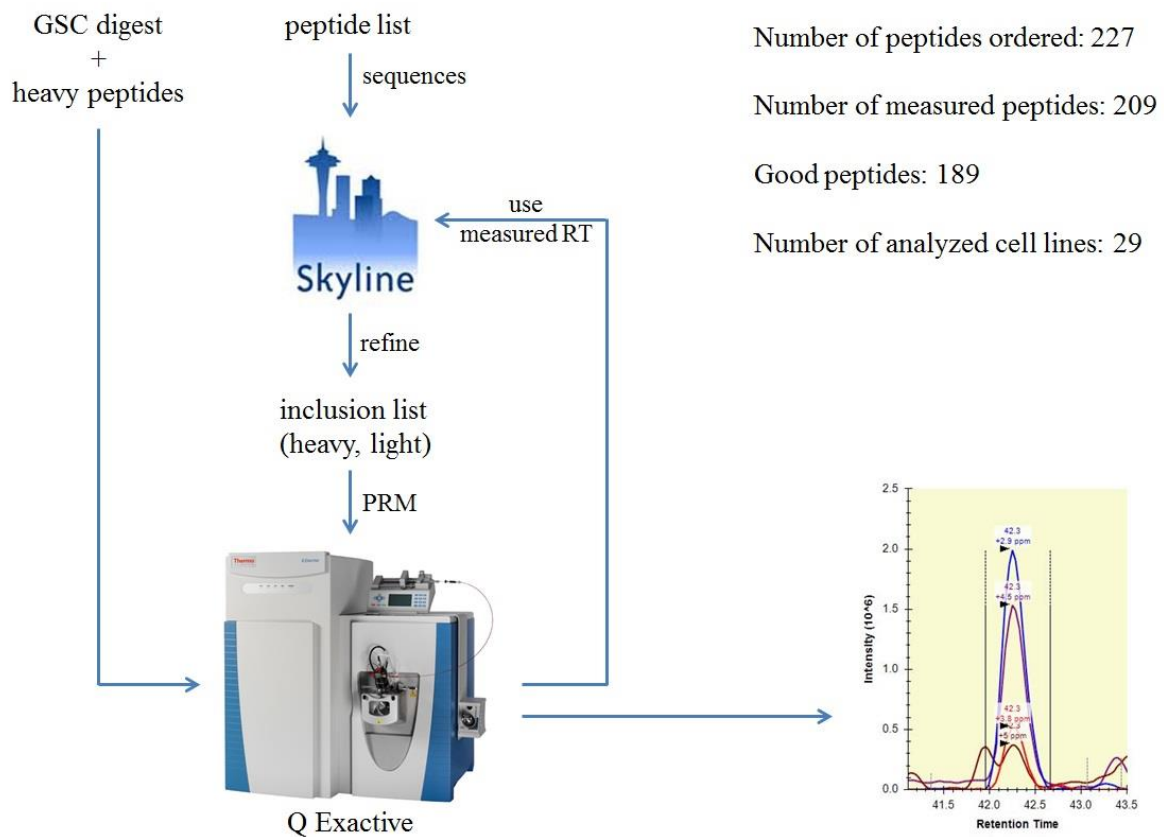 GSC digest
+
heavy peptides
peptide list
sequences
Skyline
use
measured RT
refine
inclusion list
(heavy, light)
PRM
Thermo
Q Exactive
Number of peptides ordered: 227
Number of measured peptides: 209
Good peptides: 189
Number of analyzed cell lines: 29
2.5
2.0
1.5
1.0
0.5
0.0
Intensity (10^6)
42.3
+2.9 ppm
42.3
+4.5 ppm
42.3
+3.8 ppm
+5 ppm
41.5
42.0
42.5
43.0
43.5
Retention Time